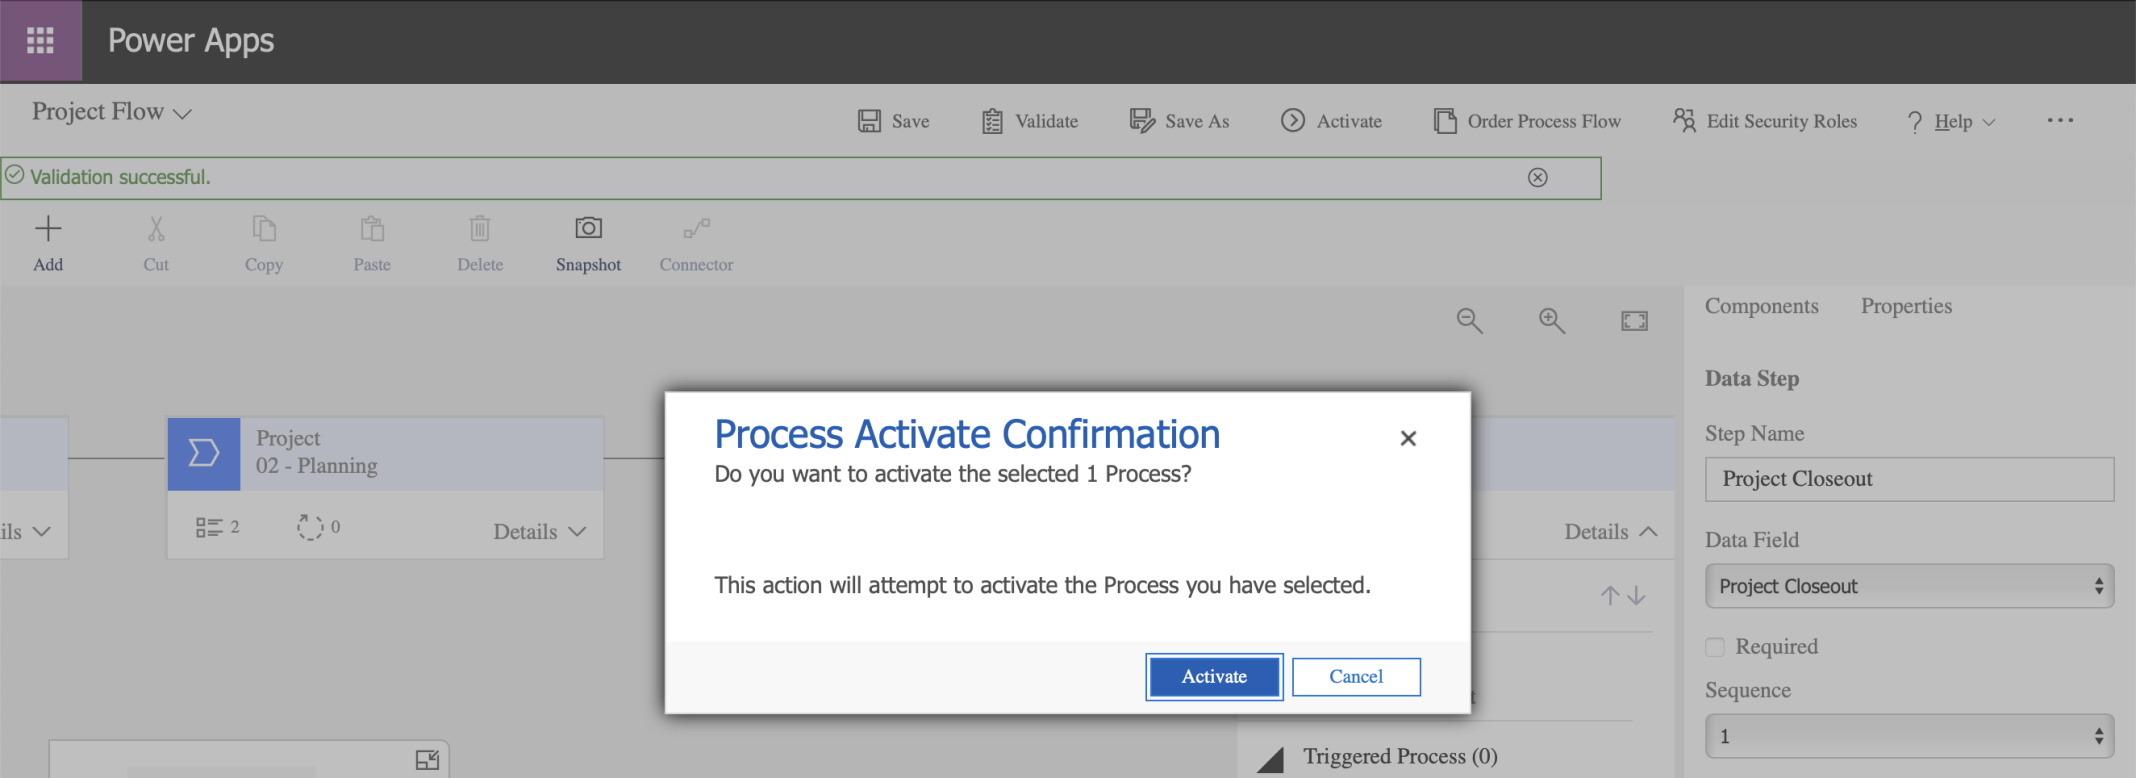 Power Apps
Project Flow
Save
Validate
Save As
Activate
Order Process Flow
Edit Security Roles
? Help
...
Validation successful.
Add
Cut
Copy
Paste
Delete
Snapshot
Connector
Components
Properties
Data Step
Step Name
Project Closeout
Data Field
Project Closeout
Required
Sequence
1
ils
Project
02 - Planning
2
0
Details
Details
Process Activate Confirmation
Do you want to activate the selected 1 Process?
This action will attempt to activate the Process you have selected.
Activate
Cancel
t
Triggered Process (0)